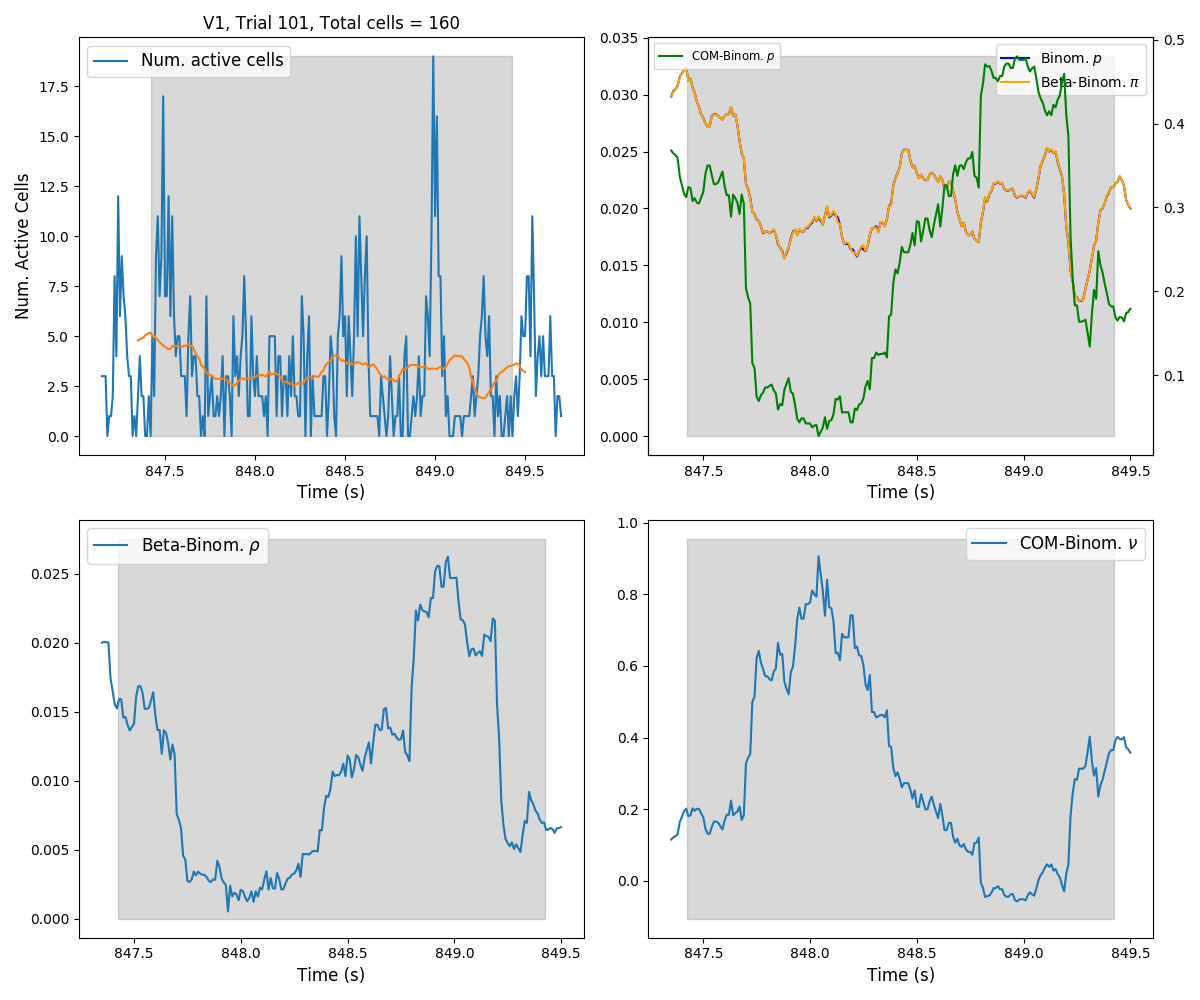 V1, Trial 101, Total cells = 160
Num. active cells
Num. Active Cells
17.5
15.0
12.5
10.0
7.5
5.0
2.5
0.0
847.5 848.0 848.5 849.0 849.5
Time (s)
COM-Binom. p
Binom. p
Beta-Binom. π
0.035
0.030
0.025
0.020
0.015
0.010
0.005
0.000
0.5
0.4
0.3
0.2
0.1
847.5 848.0 848.5 849.0 849.5
Time (s)
Beta-Binom. ρ
0.025
0.020
0.015
0.010
0.005
0.000
847.5 848.0 848.5 849.0 849.5
Time (s)
COM-Binom. ν
1.0
0.8
0.6
0.4
0.2
0.0
847.5 848.0 848.5 849.0 849.5
Time (s)